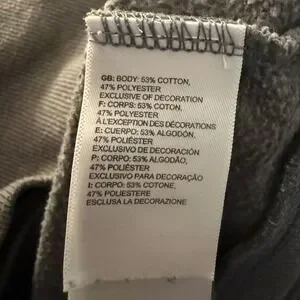 GB: BODY: 53% COTTON,
47% POLYESTER
EXCLUSIVE OF DECORATION
F: CORPS: 53% COTON,
47% POLYESTER
À L'EXCEPTION DES DÉCORATIONS
E: CUERPO: 53% ALGODÓN,
47% POLIÉSTER
EXCLUSIVO DE DECORACIÓN
P: CORPO: 53% ALGODÃO,
47% POLIÉSTER
EXCLUSIVO PARA DECORAÇÃO
I: CORPO: 53% COTONE,
47% POLIESTERE
ESCLUSA LA DECORAZIONE